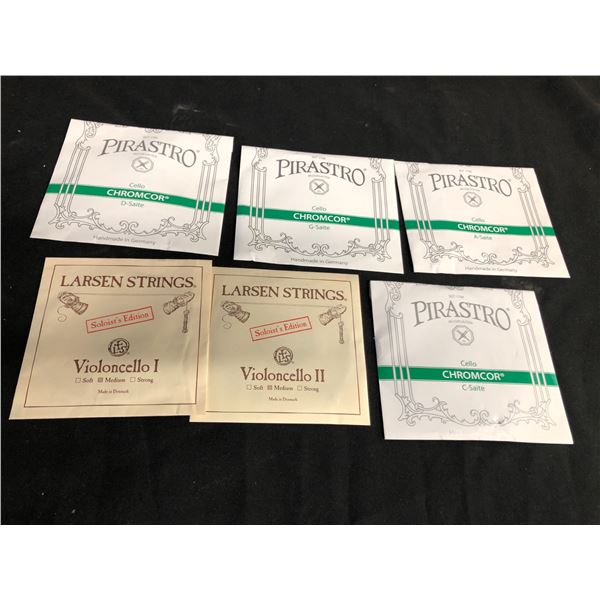 PIRASTRO
Cello
CHROMCOR®
D-Saite
Handmade in Germany
PIRASTRO
Cello
CHROMCOR®
G-Saite
Handmade in Germany
PIRASTRO
Cello
CHROMCOR®
A-Saite
Handmade in Germany
LARSEN STRINGS®
Soloist's Edition
Violoncello I
Soft Medium Strong
Made in Denmark
LARSEN STRINGS®
Soloist's Edition
Violoncello II
Soft Medium Strong
Made in Denmark
PIRASTRO
Cello
CHROMCOR®
C-Saite